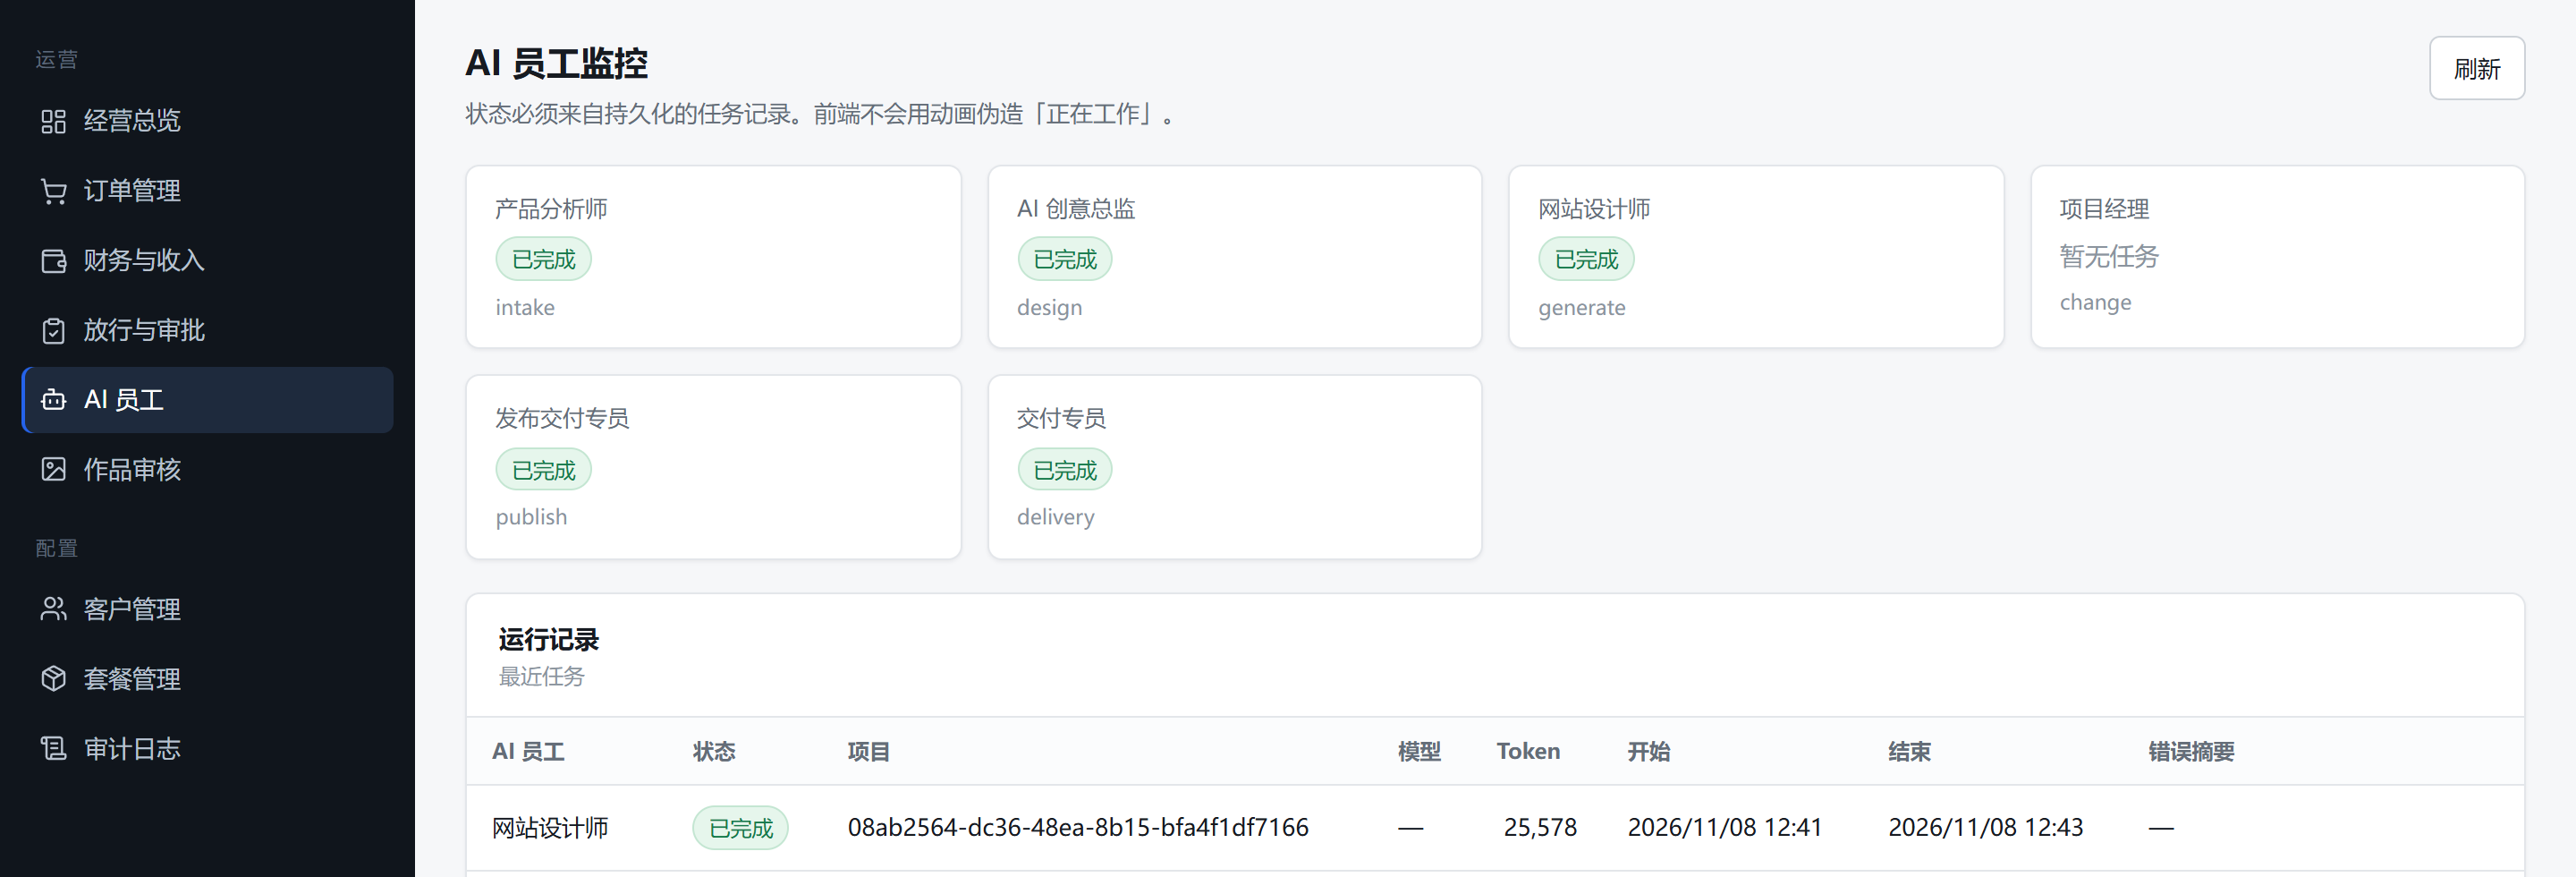 运营
经营总览
订单管理
财务与收入
放行与审批
AI 员工
作品审核
配置
客户管理
套餐管理
审计日志
AI 员工监控
状态必须来自持久化的任务记录。前端不会用动画伪造「正在工作」。
刷新
产品分析师
已完成
intake
AI 创意总监
已完成
design
网站设计师
已完成
generate
项目经理
暂无任务
change
发布交付专员
已完成
publish
交付专员
已完成
delivery
运行记录
最近任务
AI 员工 状态 项目 模型 Token 开始 结束 错误摘要
网站设计师 已完成 08ab2564-dc36-48ea-8b15-bfa4f1df7166 — 25,578 2026/11/08 12:41 2026/11/08 12:43 —